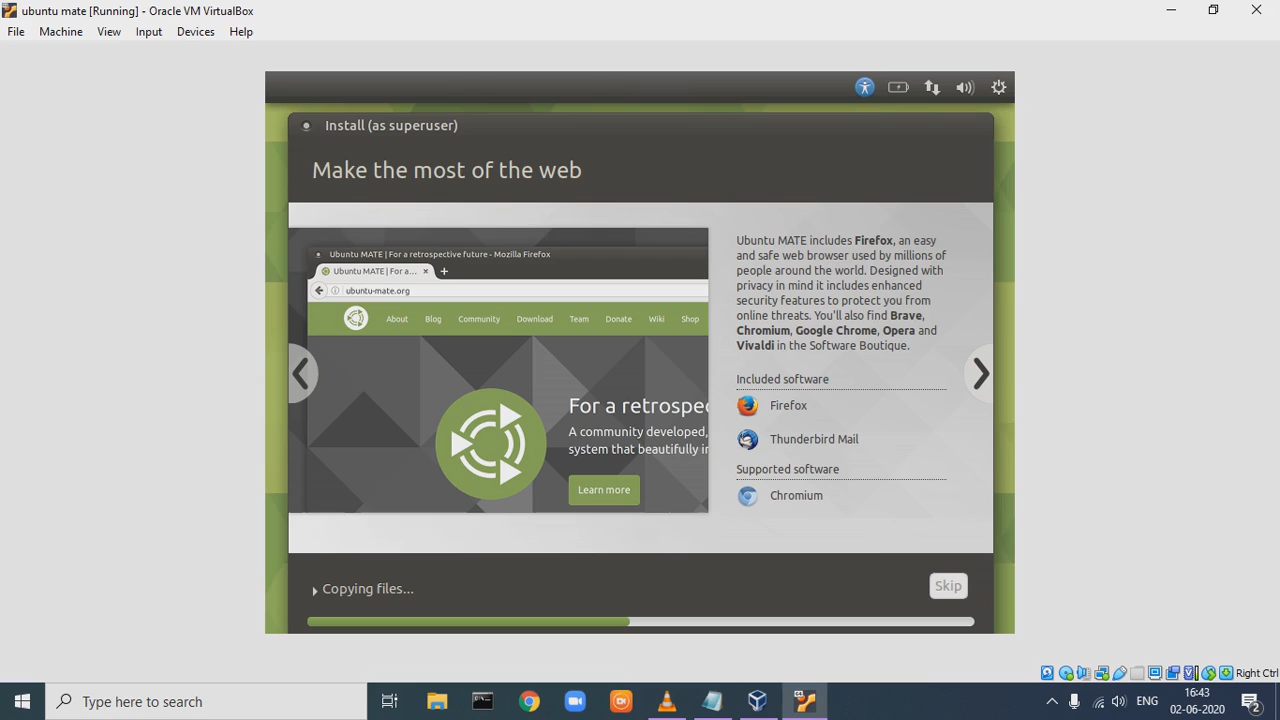 ubuntu mate [Running] - Oracle VM VirtualBox
File Machine View Input Devices Help
Install (as superuser)
Make the most of the web
Ubuntu MATE | For a retrospective future - Mozilla Firefox
Ubuntu MATE | For a...
ubuntu-mate.org
About Blog Community Download Team Donate Wiki Shop
For a retrospec
A community developed,
system that beautifully in
Learn more
Ubuntu MATE includes Firefox, an easy
and safe web browser used by millions of
people around the world. Designed with
privacy in mind it includes enhanced
security features to protect you from
online threats. You'll also find Brave,
Chromium, Google Chrome, Opera and
Vivaldi in the Software Boutique.
Included software
Firefox
Thunderbird Mail
Supported software
Chromium
Copying files...
Skip
Right Ctrl
Type here to search
ENG
16:43
02-06-2020
2